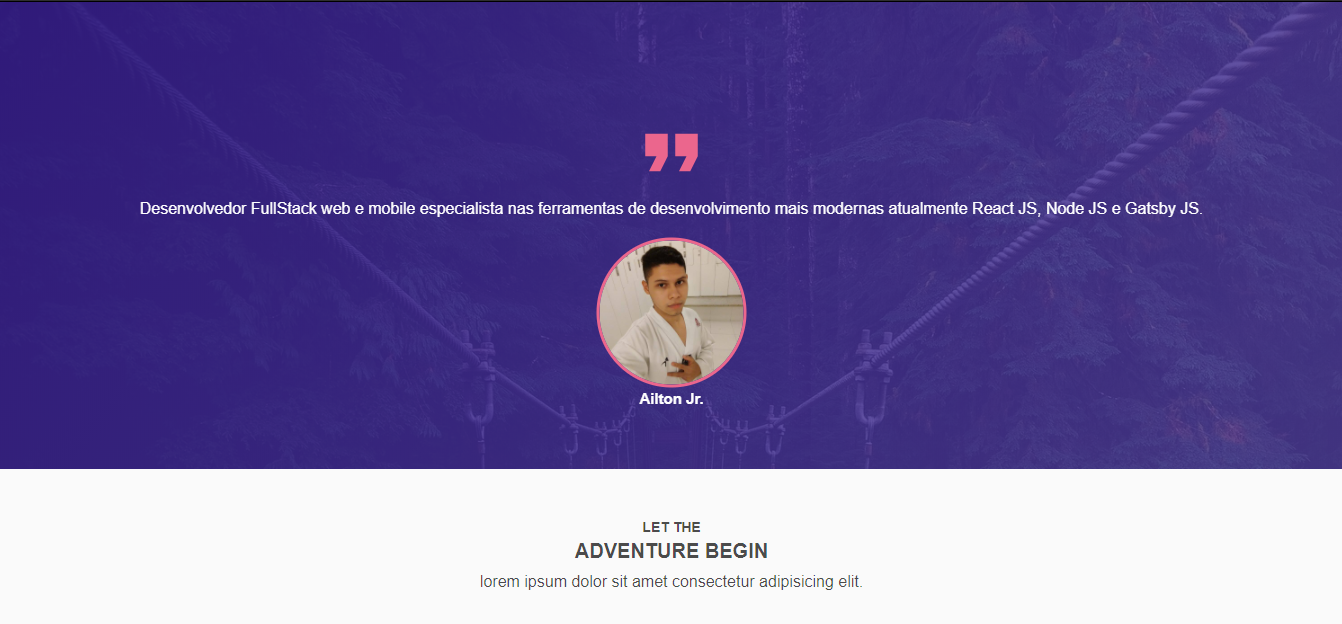 Desenvolvedor FullStack web e mobile especialista nas ferramentas de desenvolvimento mais modernas atualmente React JS, Node JS e Gatsby JS.
Ailton Jr.
LET THE
ADVENTURE BEGIN
lorem ipsum dolor sit amet consectetur adipisicing elit.